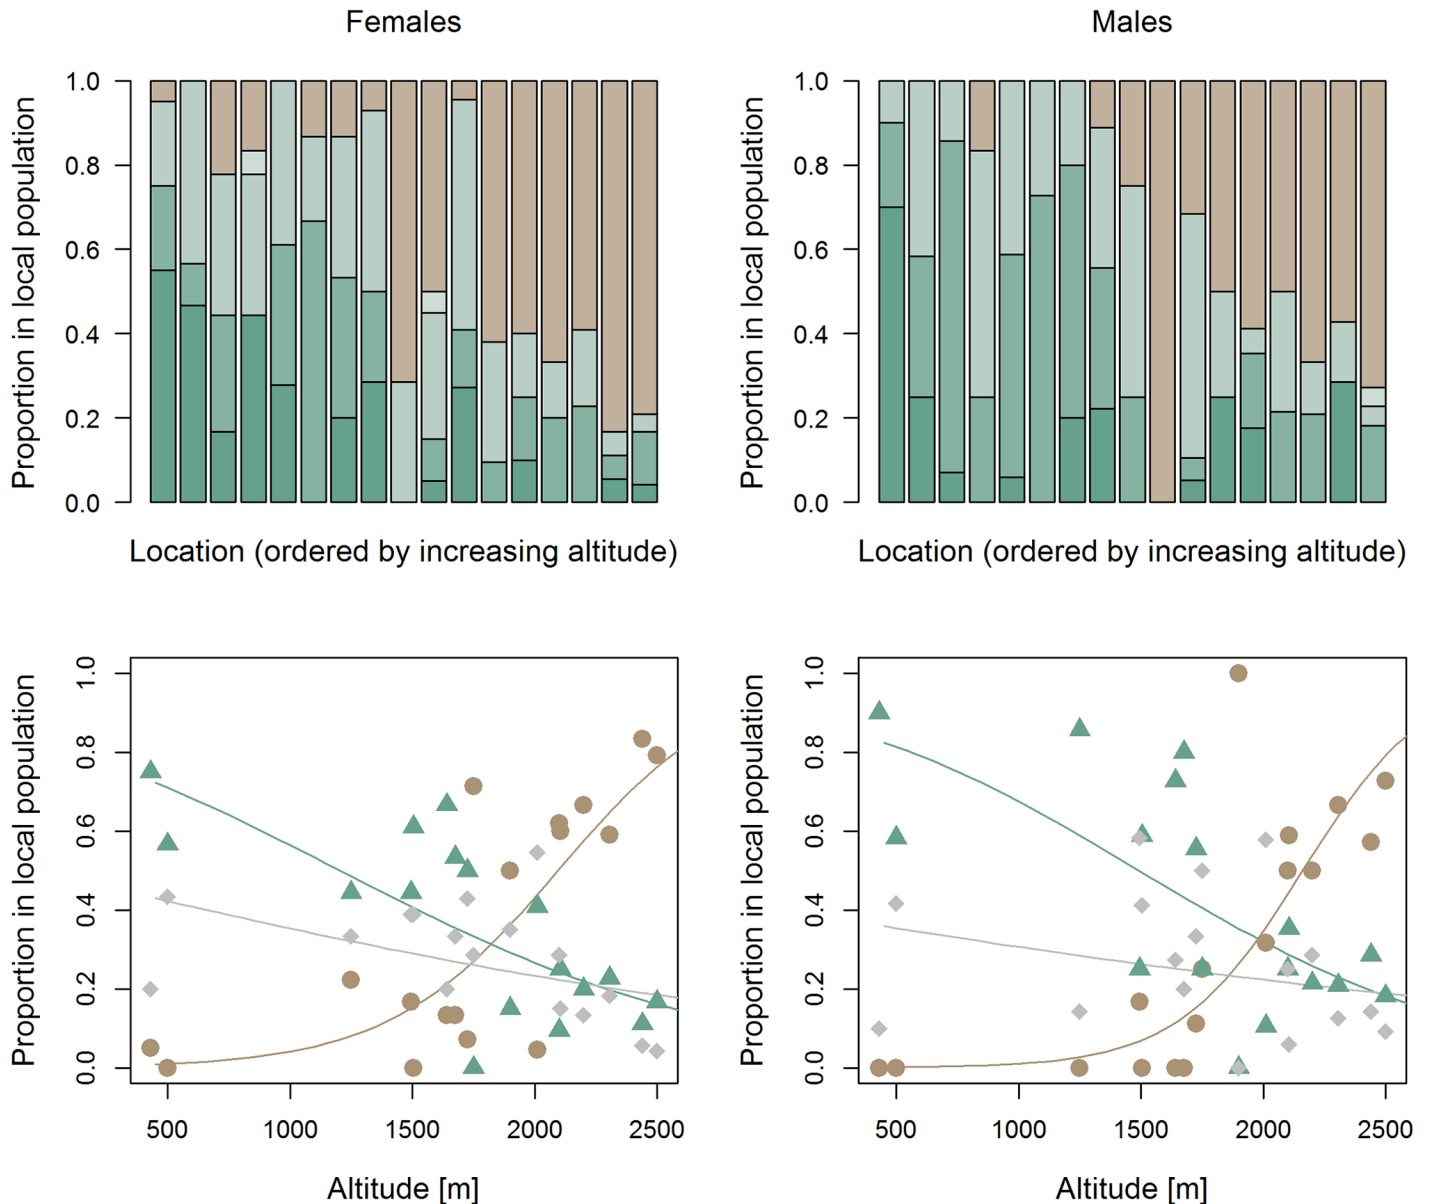 Females
Males
Proportion in local population
1.0
0.8
0.6
0.4
0.2
0.0
Location (ordered by increasing altitude)
Proportion in local population
1.0
0.8
0.6
0.4
0.2
0.0
Location (ordered by increasing altitude)
Proportion in local population
1.0
0.8
0.6
0.4
0.2
0.0
500 1000 1500 2000 2500
Altitude [m]
Proportion in local population
1.0
0.8
0.6
0.4
0.2
0.0
500 1000 1500 2000 2500
Altitude [m]